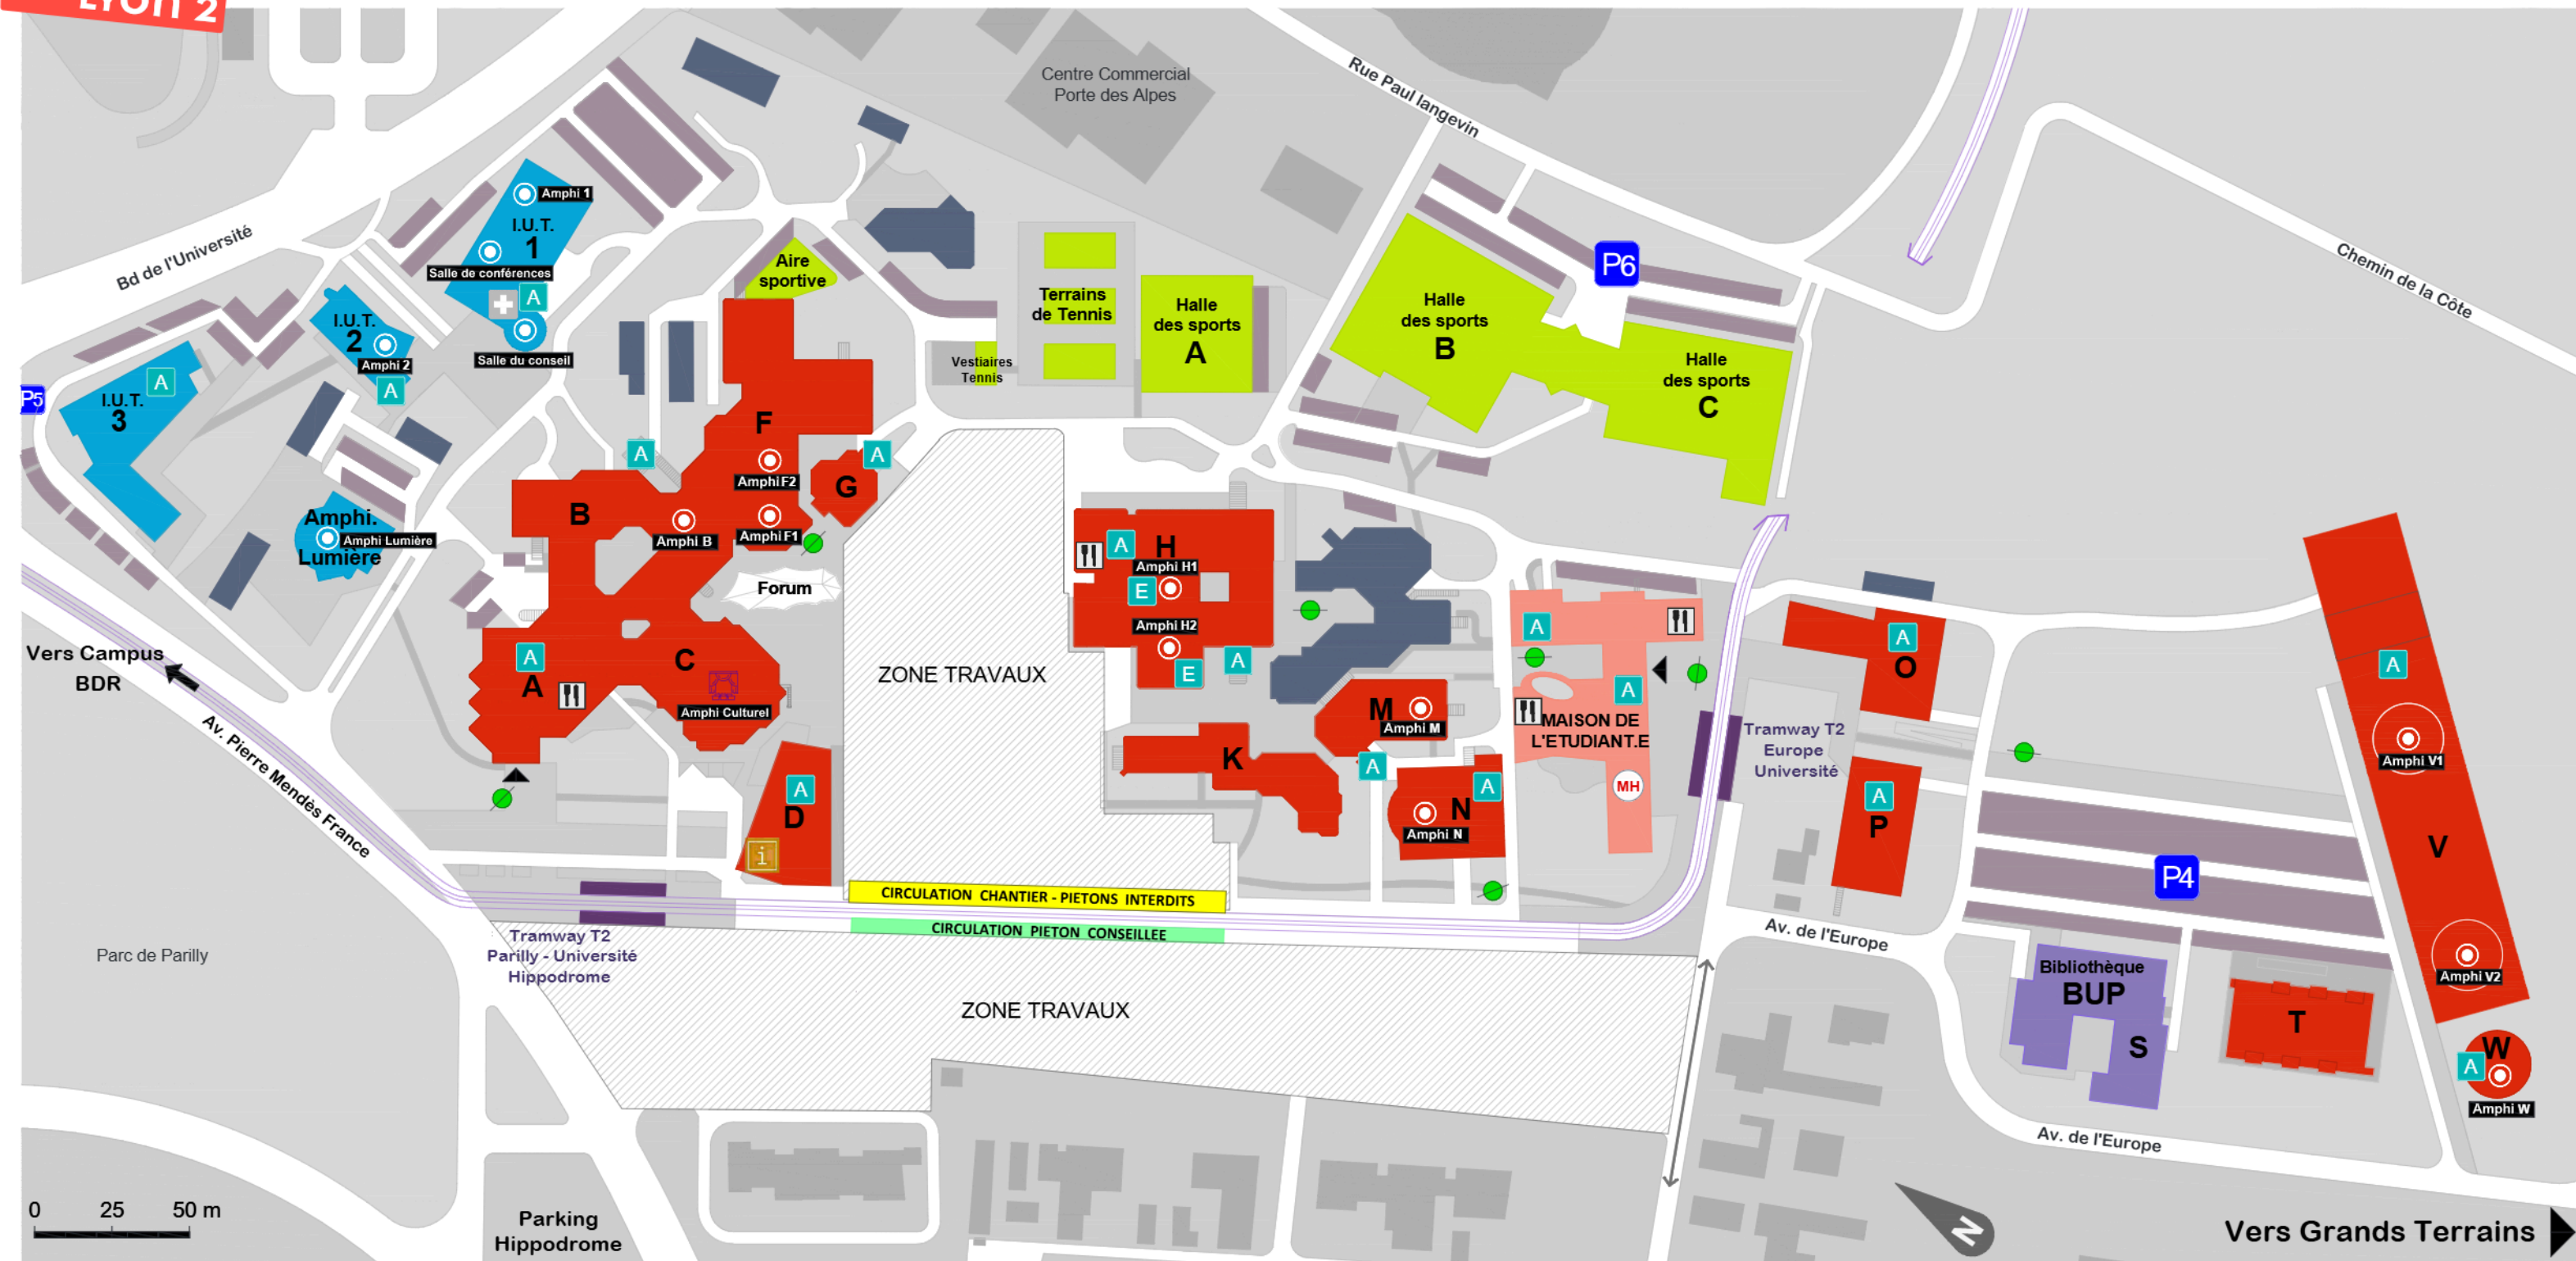 LYON 2
Centre Commercial
Porte des Alpes
Rue Paul langevin
Bd de l'Université
Chemin de la Côte
Amphi 1
I.U.T.
1
Salle de conférences
A
Salle du conseil
I.U.T.
2
Amphi 2
A
P5
I.U.T.
3
A
Amphi.
Amphi Lumière
Lumière
Aire
sportive
Terrains
de Tennis
Vestiaires
Tennis
Halle
des sports
A
Halle
des sports
B
P6
Halle
des sports
C
F
Amphi F2
Amphi F1
A
G
A
B
Amphi B
Forum
A
A
C
Amphi Culturel
A
D
i
ZONE TRAVAUX
A
H
Amphi H1
E
Amphi H2
E
A
M
Amphi M
K
A
A
N
Amphi N
A
A
MAISON DE
L'ETUDIANT.E
MH
Tramway T2
Europe
Université
A
O
A
P
A
Amphi V1
V
Amphi V2
P4
Vers Campus
BDR
Av. Pierre Mendès France
CIRCULATION CHANTIER - PIETONS INTERDITS
CIRCULATION PIETON CONSEILLEE
Tramway T2
Parilly - Université
Hippodrome
Parc de Parilly
ZONE TRAVAUX
Av. de l'Europe
Bibliothèque
BUP
S
T
W
A
Amphi W
Av. de l'Europe
0 25 50 m
Parking
Hippodrome
N
Vers Grands Terrains